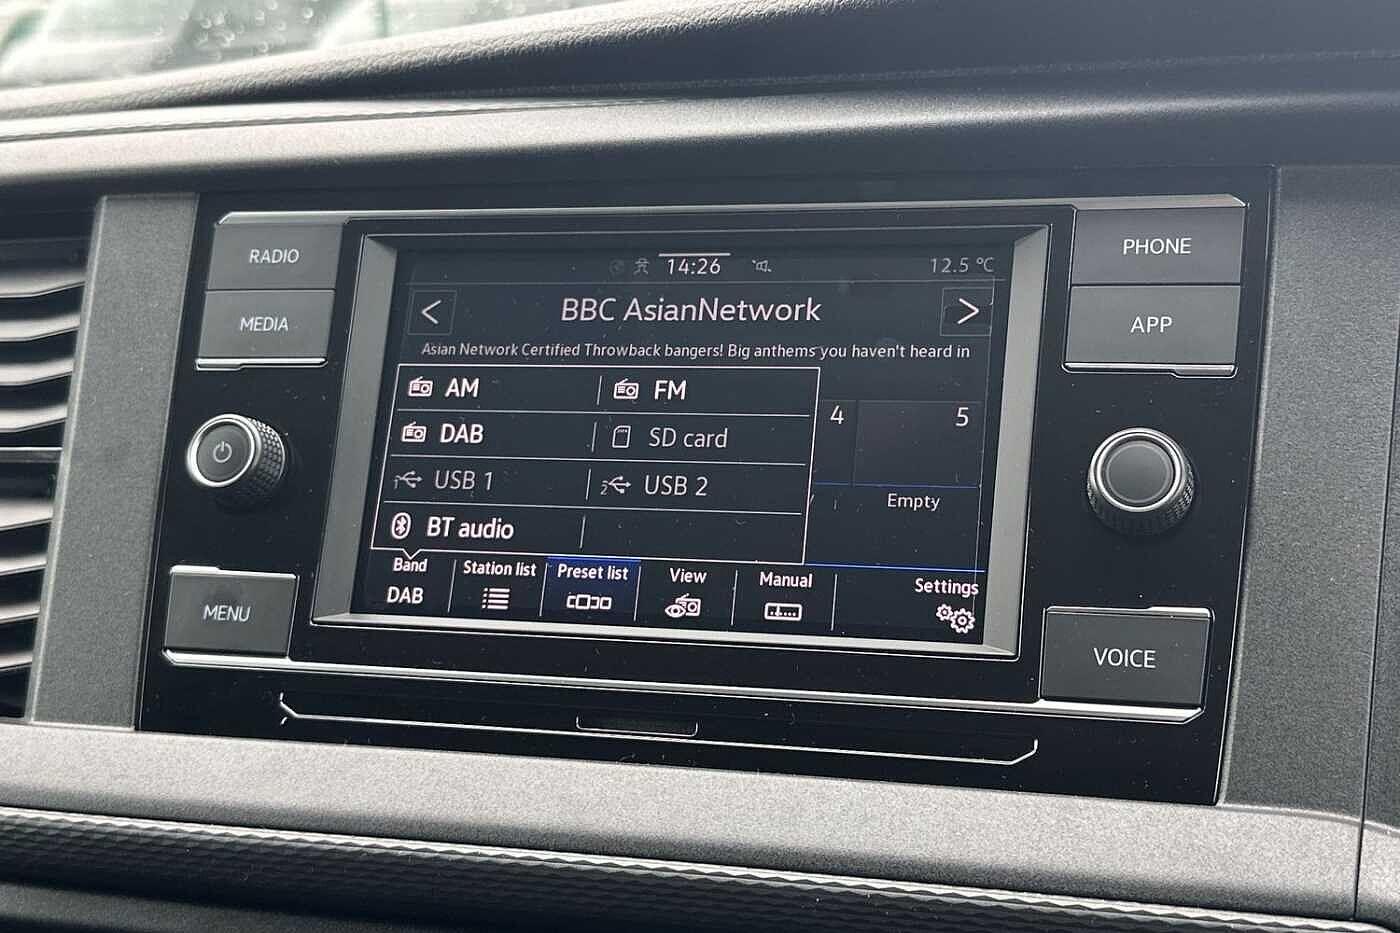 RADIO
MEDIA
MENU
PHONE
APP
VOICE
14:26
12.5 °C
< BBC AsianNetwork >
Asian Network Certified Throwback bangers! Big anthems you haven't heard in
AM FM
DAB SD card
1 USB 1 2 USB 2
BT audio
4 5
Empty
Band Station list Preset list View Manual Settings
DAB